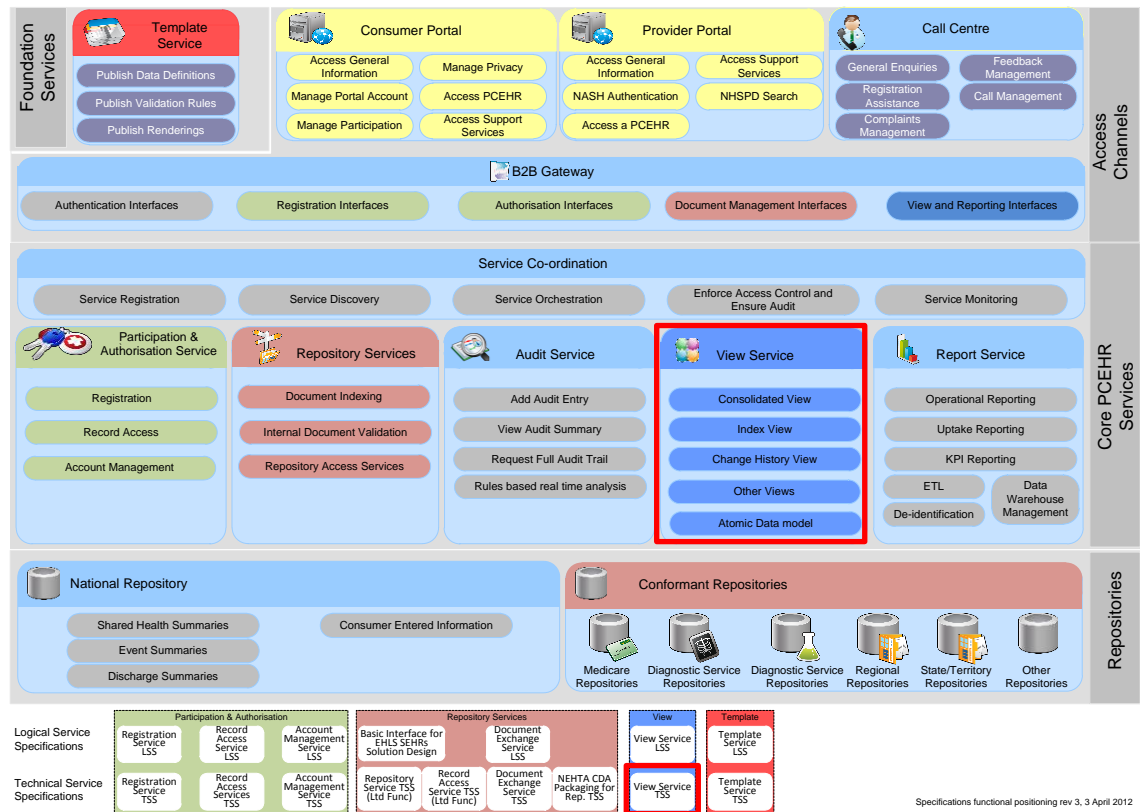 Foundation
Services
Template
Service
Publish Data Definitions
Publish Validation Rules
Publish Renderings
Consumer Portal
Access General
Information
Manage Privacy
Manage Portal Account
Access PCEHR
Manage Participation
Access Support
Services
Provider Portal
Access General
Information
Access Support
Services
NASH Authentication
NHSPD Search
Access a PCEHR
Call Centre
General Enquiries
Feedback
Management
Registration
Assistance
Call Management
Complaints
Management
Access
Channels
B2B Gateway
Authentication Interfaces
Registration Interfaces
Authorisation Interfaces
Document Management Interfaces
View and Reporting Interfaces
Service Co-ordination
Service Registration
Service Discovery
Service Orchestration
Enforce Access Control and
Ensure Audit
Service Monitoring
Participation &
Authorisation Service
Registration
Record Access
Account Management
Repository Services
Document Indexing
Internal Document Validation
Repository Access Services
Audit Service
Add Audit Entry
View Audit Summary
Request Full Audit Trail
Rules based real time analysis
View Service
Consolidated View
Index View
Change History View
Other Views
Atomic Data model
Report Service
Operational Reporting
Uptake Reporting
KPI Reporting
ETL
De-identification
Data
Warehouse
Management
Core PCEHR
Services
National Repository
Shared Health Summaries
Consumer Entered Information
Event Summaries
Discharge Summaries
Conformant Repositories
Medicare
Repositories
Diagnostic Service
Repositories
Diagnostic Service
Repositories
Regional
Repositories
State/Territory
Repositories
Other
Repositories
Repositories
Participation & Authorisation
Repository Services
View
Template
Logical Service
Specifications
Registration
Service
LSS
Record
Access
Service
LSS
Account
Management
Service
LSS
Basic Interface for
EHLS SEHRs
Solution Design
Document
Exchange
Service
LSS
View Service
LSS
Template
Service
LSS
Technical Service
Specifications
Registration
Service
TSS
Record
Access
Services
TSS
Account
Management
Service
TSS
Repository
Service TSS
(Ltd Func)
Record
Access
Service TSS
(Ltd Func)
Document
Exchange
Service
TSS
NEHTA CDA
Packaging for
Rep. TSS
View Service
TSS
Template
Service
TSS
Specifications functional positioning rev 3, 3 April 2012